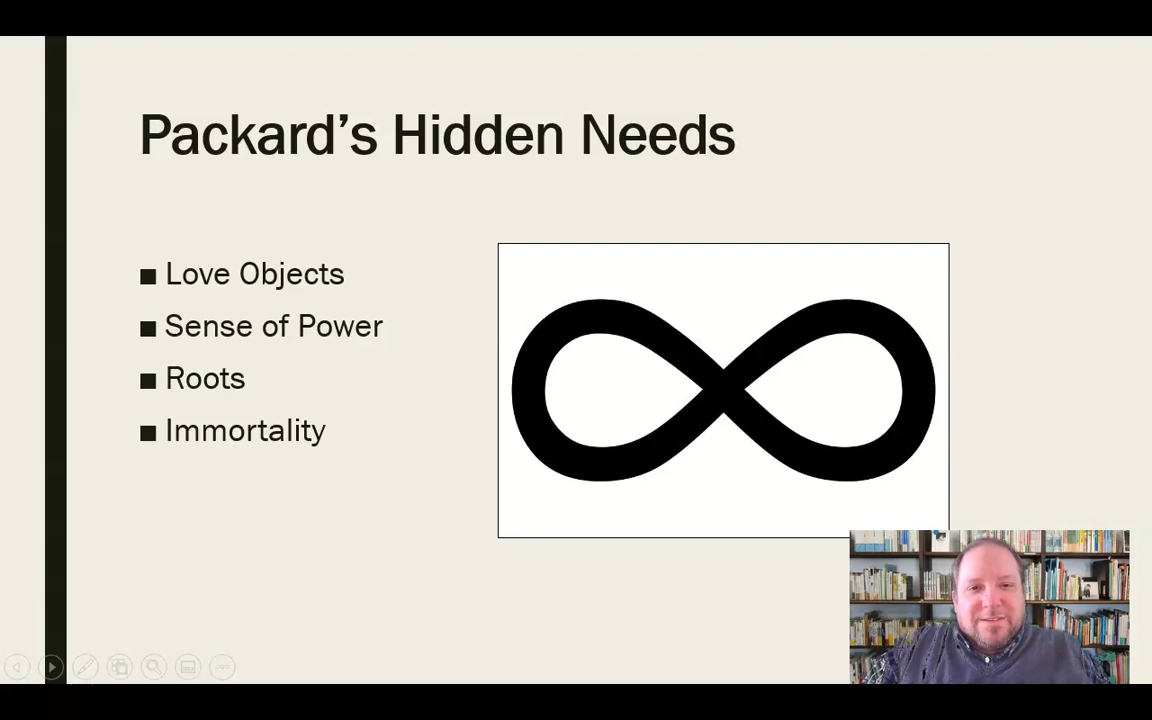 Packard’s Hidden Needs
■ Love Objects
■ Sense of Power
■ Roots
■ Immortality